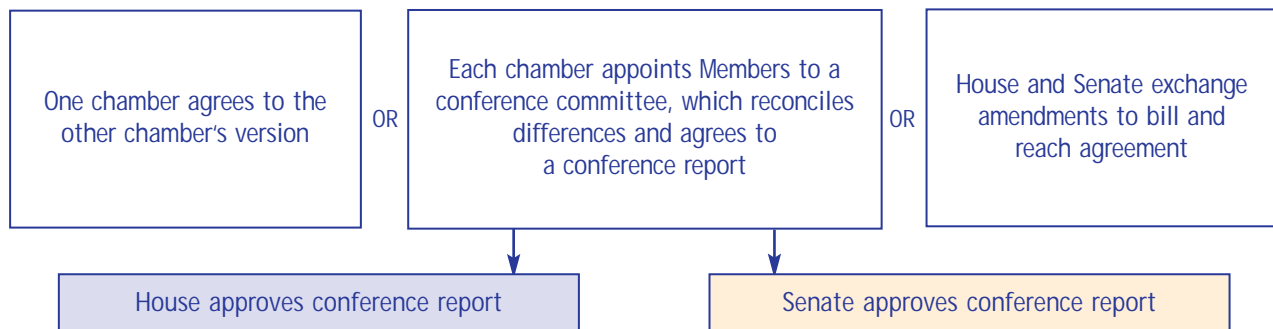 One chamber agrees to the
other chamber's version
OR
Each chamber appoints Members to a
conference committee, which reconciles
differences and agrees to
a conference report
OR
House and Senate exchange
amendments to bill and
reach agreement
House approves conference report
Senate approves conference report